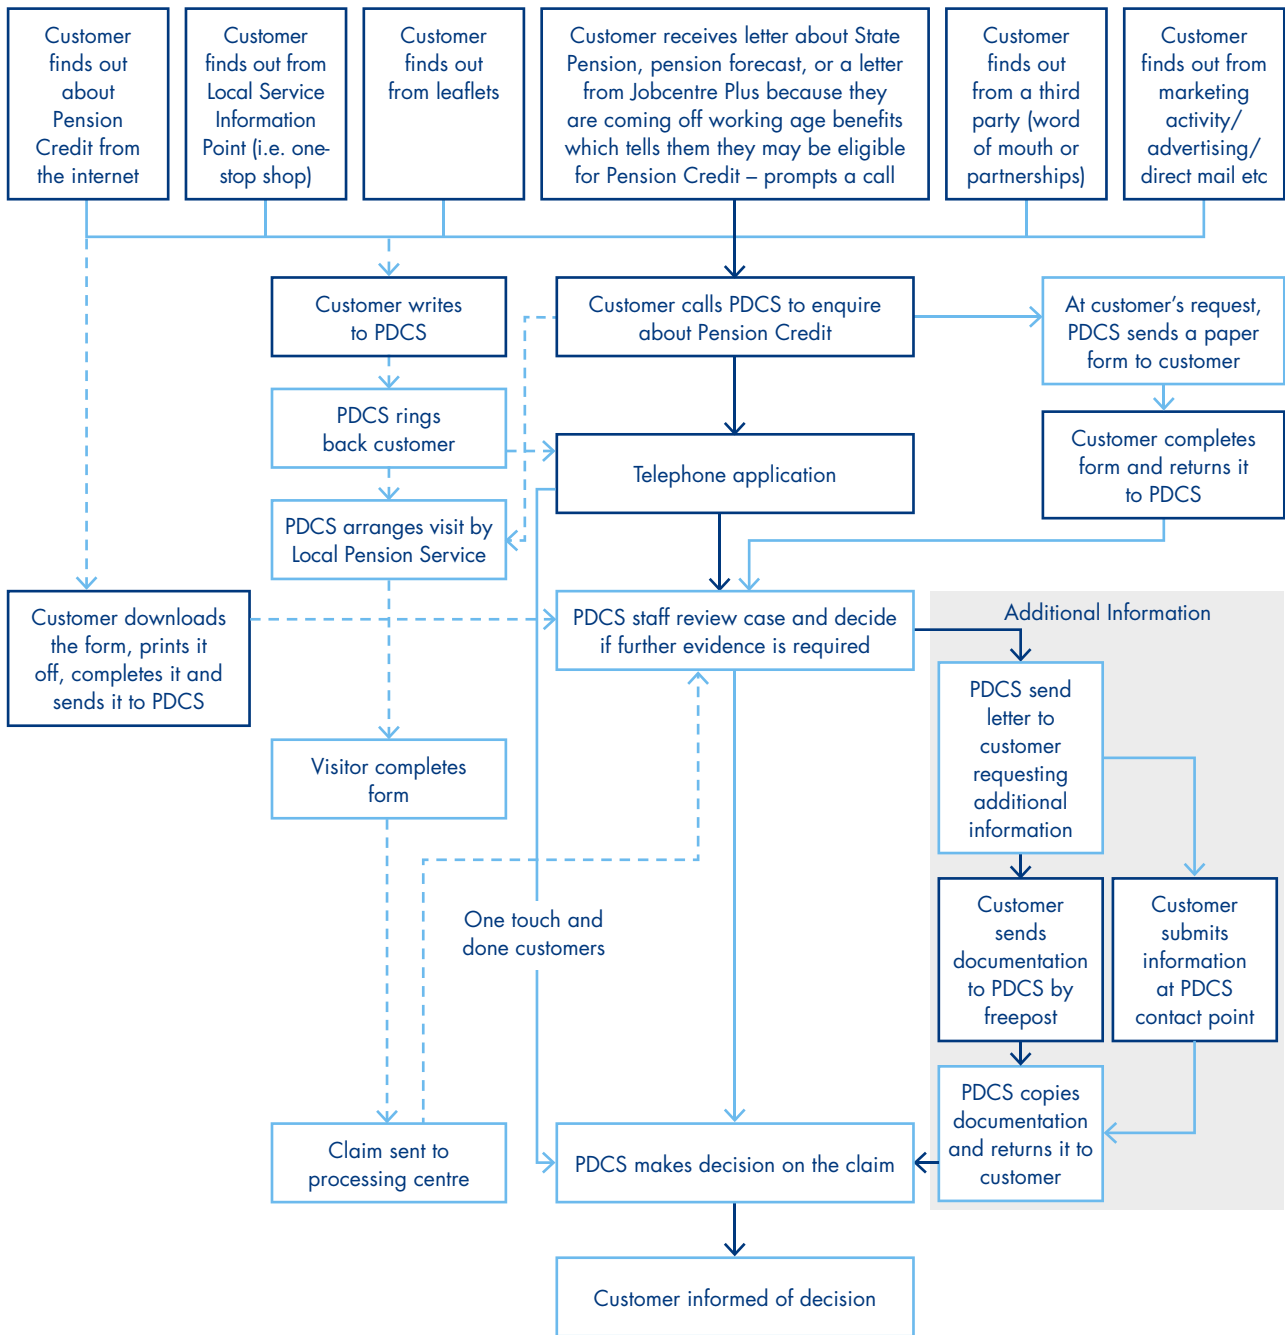 Customer
finds out
about
Pension
Credit from
the internet
Customer
finds out from
Local Service
Information
Point (i.e. one-
stop shop)
Customer
finds out
from leaflets
Customer receives letter about State
Pension, pension forecast, or a letter
from Jobcentre Plus because they
are coming off working age benefits
which tells them they may be eligible
for Pension Credit – prompts a call
Customer
finds out
from a third
party (word
of mouth or
partnerships)
Customer
finds out from
marketing
activity/
advertising/
direct mail etc
Customer writes
to PDCS
Customer calls PDCS to enquire
about Pension Credit
At customer's request,
PDCS sends a paper
form to customer
PDCS rings
back customer
Telephone application
Customer completes
form and returns it
to PDCS
PDCS arranges visit by
Local Pension Service
Customer downloads
the form, prints it
off, completes it and
sends it to PDCS
PDCS staff review case and decide
if further evidence is required
Additional Information
PDCS send
letter to
customer
requesting
additional
information
Visitor completes
form
One touch and
done customers
Customer
sends
documentation
to PDCS by
freepost
Customer
submits
information
at PDCS
contact point
Claim sent to
processing centre
PDCS makes decision on the claim
PDCS copies
documentation
and returns it to
customer
Customer informed of decision